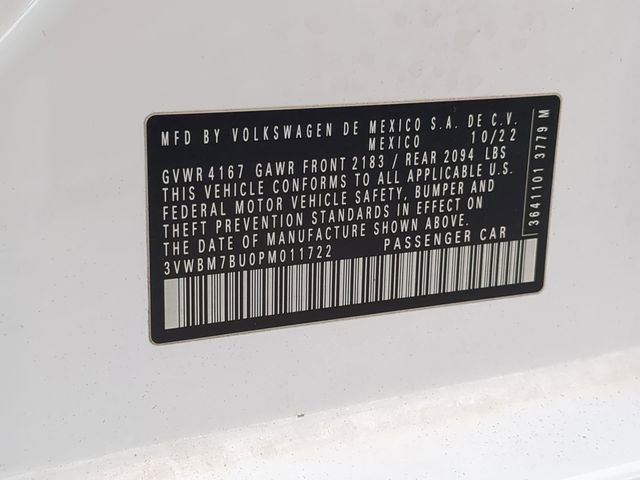 MFD BY VOLKSWAGEN DE MEXICO S.A. DE C.V.
MEXICO 10/22
GVWR 4167 GAWR FRONT 2183 / REAR 2094 LBS
THIS VEHICLE CONFORMS TO ALL APPLICABLE U.S.
FEDERAL MOTOR VEHICLE SAFETY, BUMPER AND
THEFT PREVENTION STANDARDS IN EFFECT ON
THE DATE OF MANUFACTURE SHOWN ABOVE.
3VWBM7BU0PM011722 PASSENGER CAR
3641101 3779 M